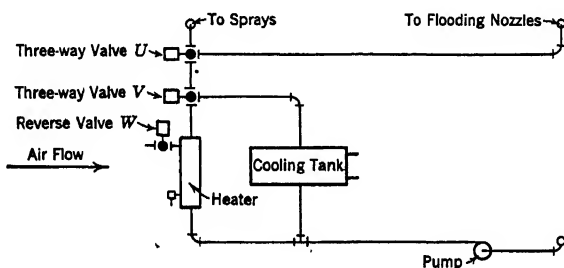 To Sprays
To Flooding Nozzles
Three-way Valve U
Three-way Valve V
Reverse Valve W
Air Flow
Cooling Tank
Heater
Pump